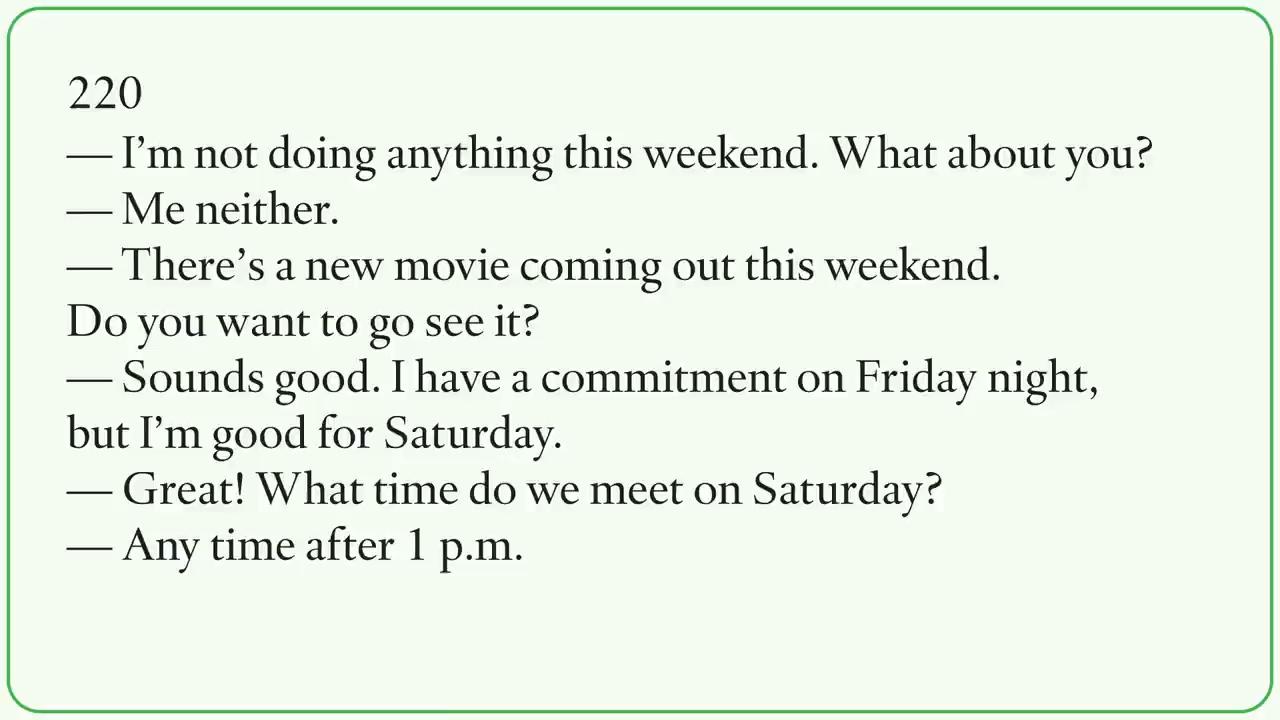 220
— I’m not doing anything this weekend. What about you?
— Me neither.
— There’s a new movie coming out this weekend.
Do you want to go see it?
— Sounds good. I have a commitment on Friday night,
but I’m good for Saturday.
— Great! What time do we meet on Saturday?
— Any time after 1 p.m.